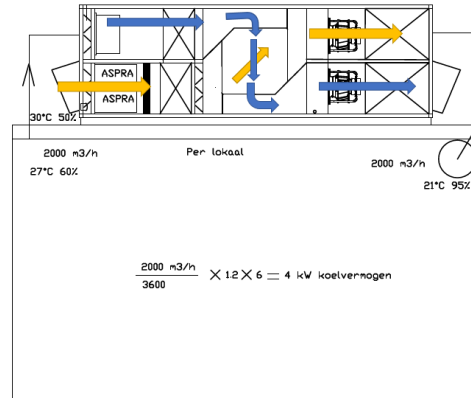 ASPRA
ASPRA
30°C 50%
2000 m3/h
Per lokaal
2000 m3/h
27°C 60%
21°C 95%
2000 m3/h
3600
× 1.2 × 6 = 4 kW koelvermogen